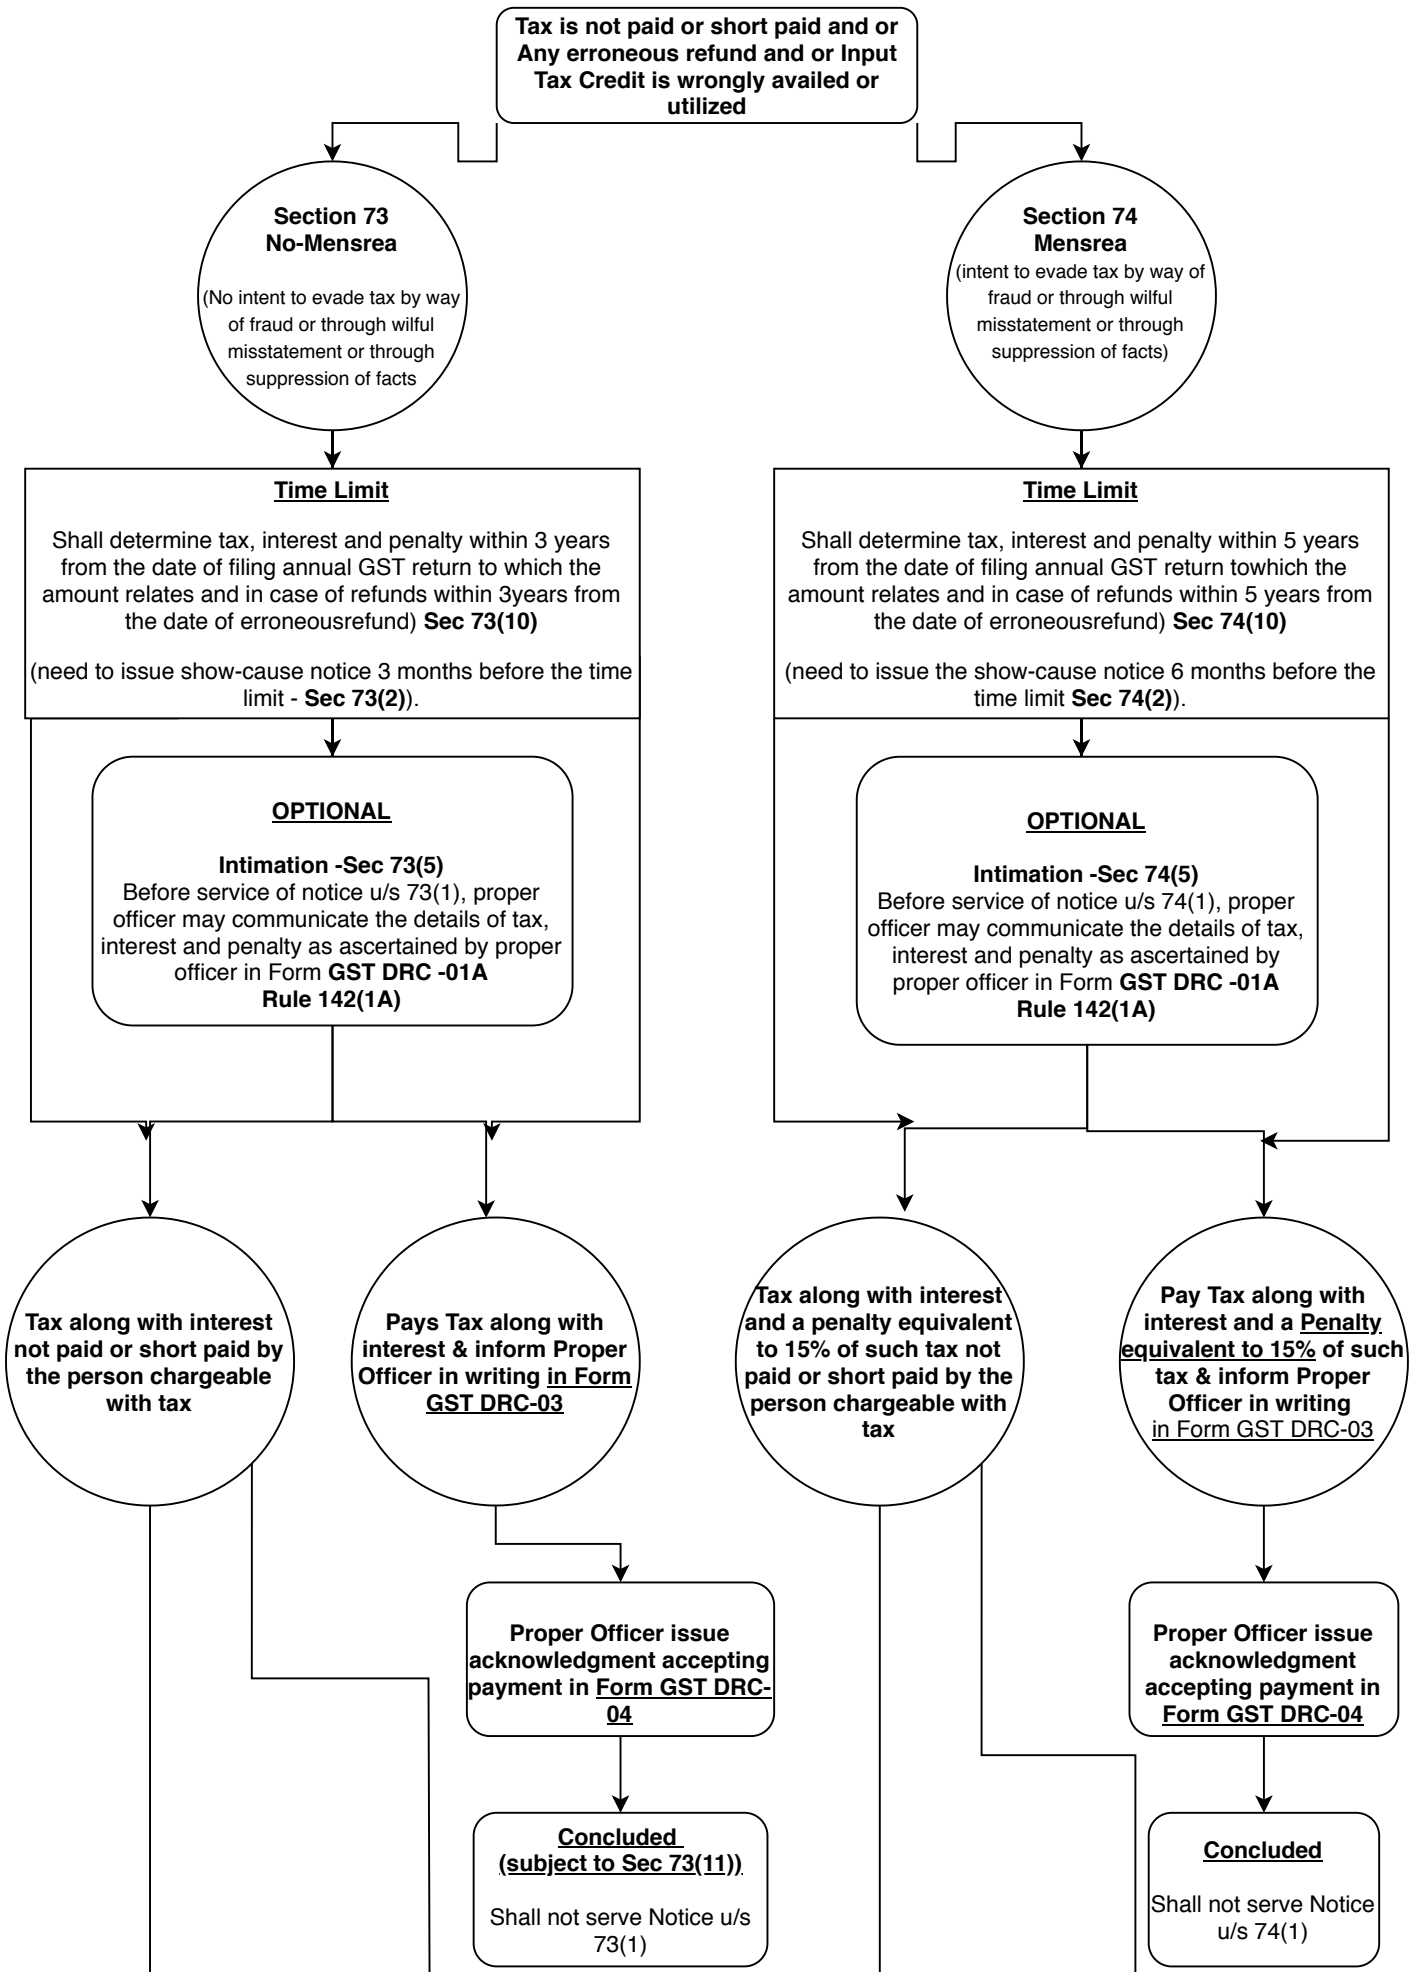 Tax is not paid or short paid and or
Any erroneous refund and or Input
Tax Credit is wrongly availed or
utilized
Section 73
No-Mensrea
(No intent to evade tax by way
of fraud or through wilful
misstatement or through
suppression of facts
Section 74
Mensrea
(intent to evade tax by way of
fraud or through wilful
misstatement or through
suppression of facts)
Time Limit
Shall determine tax, interest and penalty within 3 years
from the date of filing annual GST return to which the
amount relates and in case of refunds within 3years from
the date of erroneousrefund) Sec 73(10)
(need to issue show-cause notice 3 months before the time
limit - Sec 73(2)).
Time Limit
Shall determine tax, interest and penalty within 5 years
from the date of filing annual GST return towhich the
amount relates and in case of refunds within 5 years from
the date of erroneousrefund) Sec 74(10)
(need to issue the show-cause notice 6 months before the
time limit Sec 74(2)).
OPTIONAL
Intimation -Sec 73(5)
Before service of notice u/s 73(1), proper
officer may communicate the details of tax,
interest and penalty as ascertained by proper
officer in Form GST DRC -01A
Rule 142(1A)
OPTIONAL
Intimation -Sec 74(5)
Before service of notice u/s 74(1), proper
officer may communicate the details of tax,
interest and penalty as ascertained by
proper officer in Form GST DRC -01A
Rule 142(1A)
Tax along with interest
not paid or short paid by
the person chargeable
with tax
Pays Tax along with
interest & inform Proper
Officer in writing in Form
GST DRC-03
Tax along with interest
and a penalty equivalent
to 15% of such tax not
paid or short paid by the
person chargeable with
tax
Pay Tax along with
interest and a Penalty
equivalent to 15% of such
tax & inform Proper
Officer in writing
in Form GST DRC-03
Proper Officer issue
acknowledgment accepting
payment in Form GST DRC-
04
Proper Officer issue
acknowledgment
accepting payment in
Form GST DRC-04
Concluded
(subject to Sec 73(11))
Shall not serve Notice u/s
73(1)
Concluded
Shall not serve Notice
u/s 74(1)